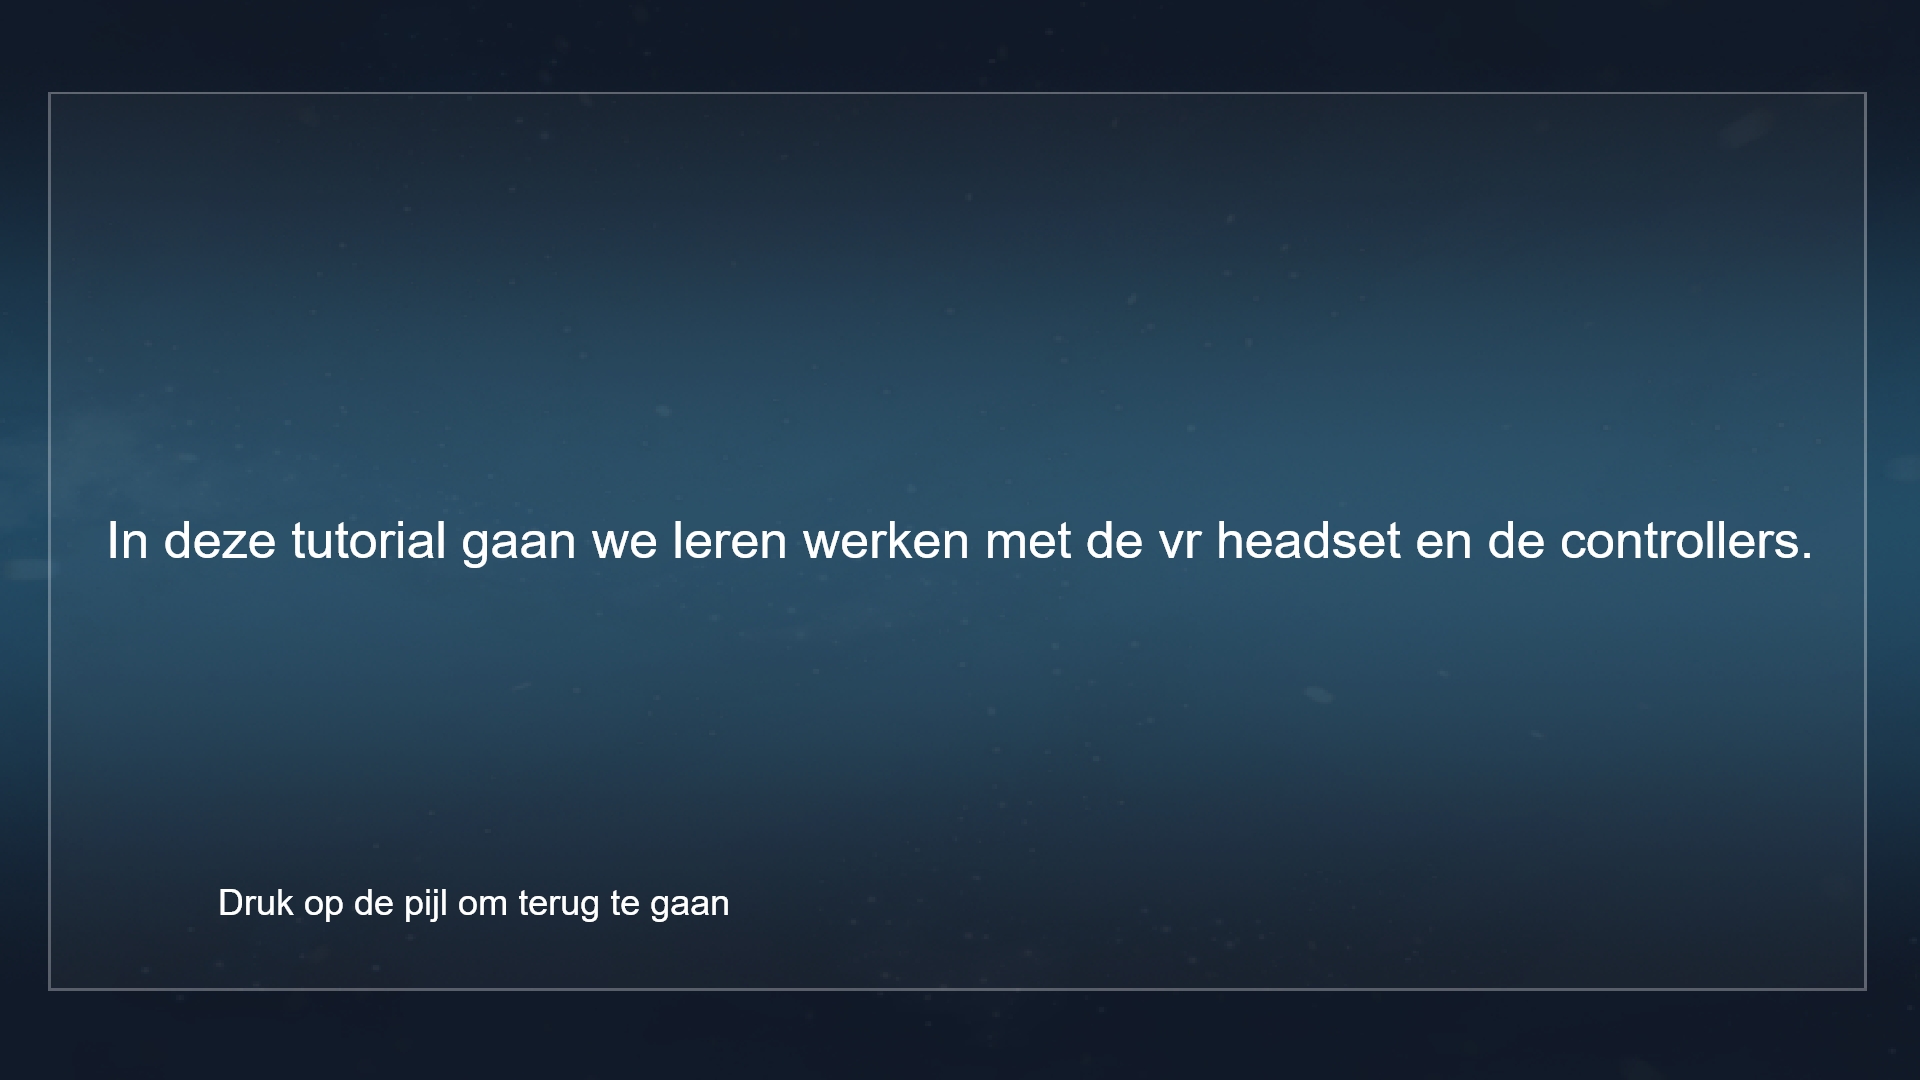 In deze tutorial gaan we leren werken met de vr headset en de controllers.
Druk op de pijl om terug te gaan